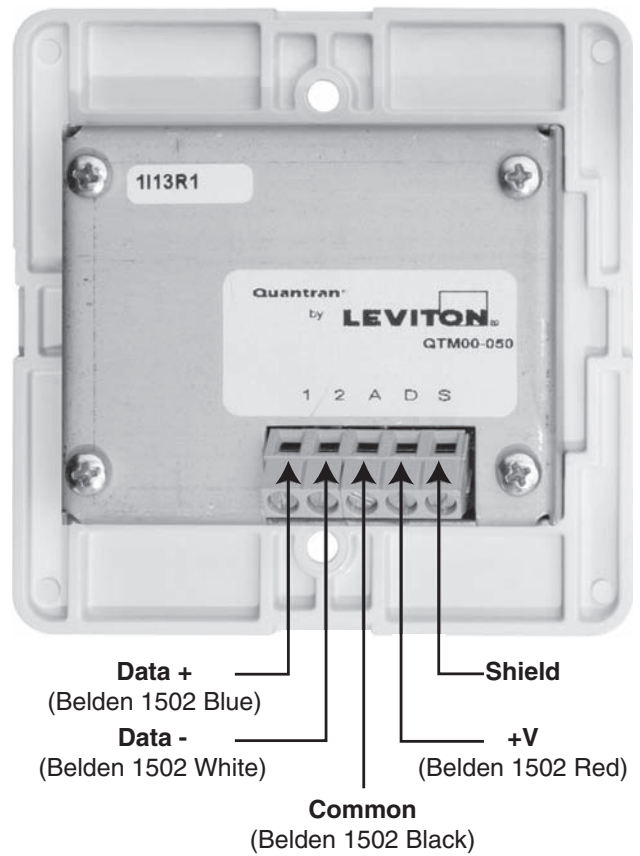 1I13R1
Quantran
by LEVITON®
QTM00-050
1 2 A D S
Data +
(Belden 1502 Blue)
Shield
Data -
(Belden 1502 White)
+V
(Belden 1502 Red)
Common
(Belden 1502 Black)